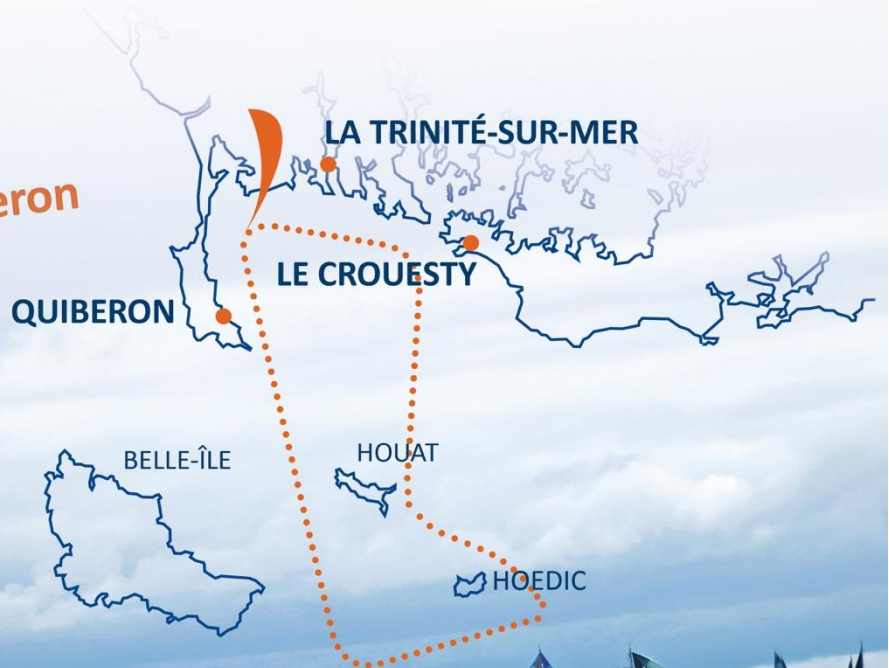 LA TRINITÉ-SUR-MER
eron
LE CROUESTY
QUIBERON
BELLE-ÎLE
HOUAT
HOEDIC